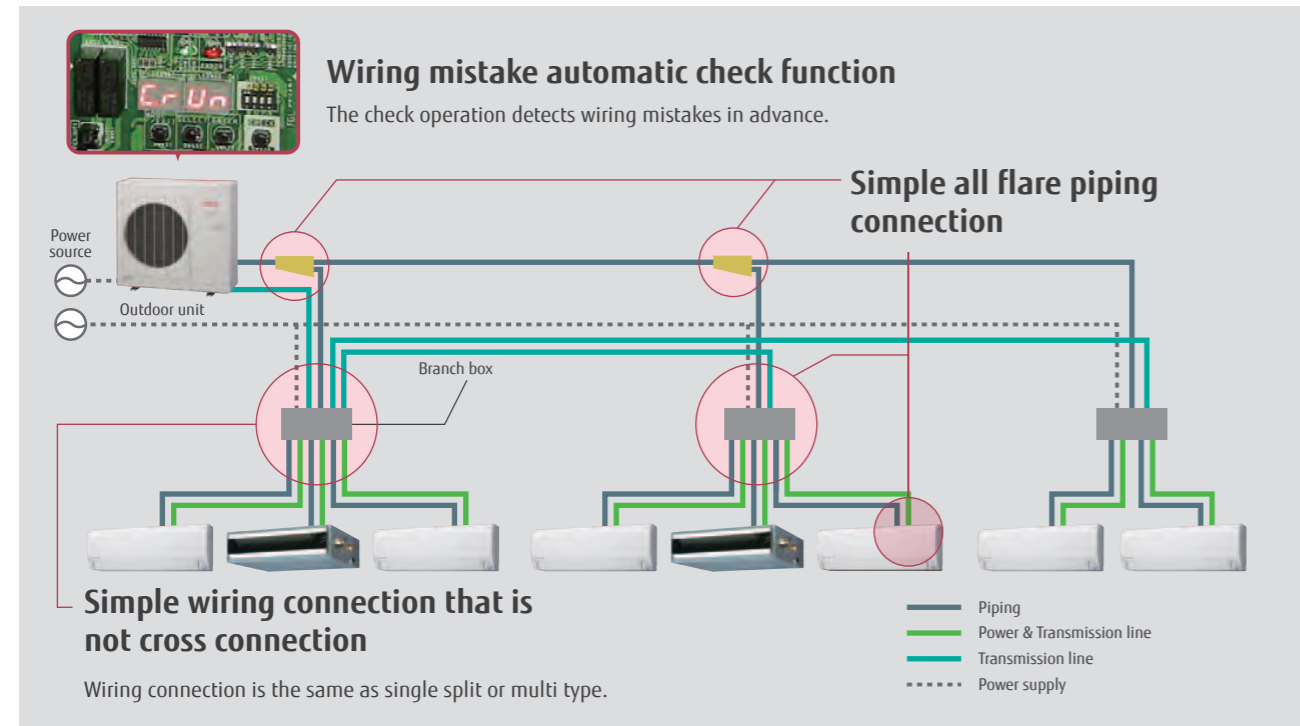 Cr Un
Wiring mistake automatic check function
The check operation detects wiring mistakes in advance.
Simple all flare piping
connection
Power
source
Outdoor unit
Branch box
Simple wiring connection that is
not cross connection
Wiring connection is the same as single split or multi type.
Piping
Power & Transmission line
Transmission line
Power supply